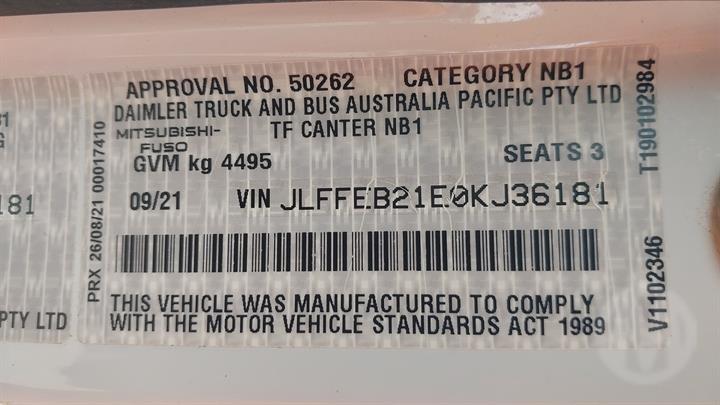 APPROVAL NO. 50262 CATEGORY NB1
DAIMLER TRUCK AND BUS AUSTRALIA PACIFIC PTY LTD
MITSUBISHI-
FUSO
TF CANTER NB1
GVM kg 4495 SEATS 3
09/21 VIN JLFFEB21E0KJ36181
THIS VEHICLE WAS MANUFACTURED TO COMPLY
WITH THE MOTOR VEHICLE STANDARDS ACT 1989
PRX 26/08/21 00017410
T190102984
V1102346
181
PTY LTD